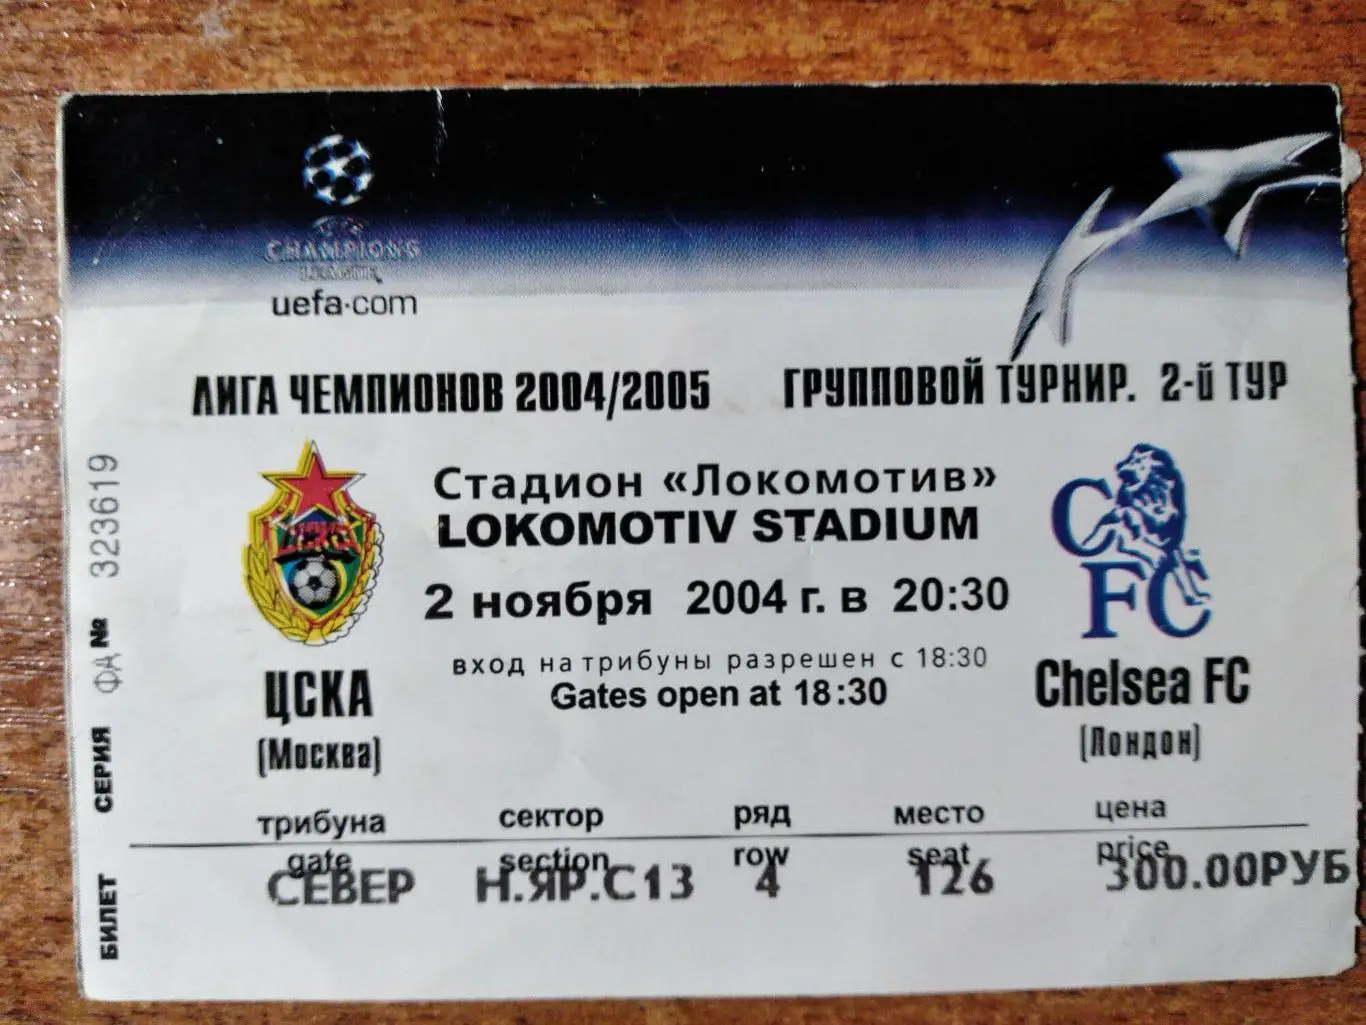 UEFA
CHAMPIONS
LEAGUE
uefa.com
ЛИГА ЧЕМПИОНОВ 2004/2005 ГРУППОВОЙ ТУРНИР. 2-й ТУР
ЦСКА
Стадион «Локомотив»
LOKOMOTIV STADIUM
2 ноября 2004 г. в 20:30
вход на трибуны разрешен с 18:30
Gates open at 18:30
ЦСКА
(Москва)
CFC
Chelsea FC
(Лондон)
трибуна сектор ряд место цена
gate section row seat price
СЕВЕР Н.ЯР.С13 4 126 300.00РУБ
БИЛЕТ СЕРИЯ ФД № 323619